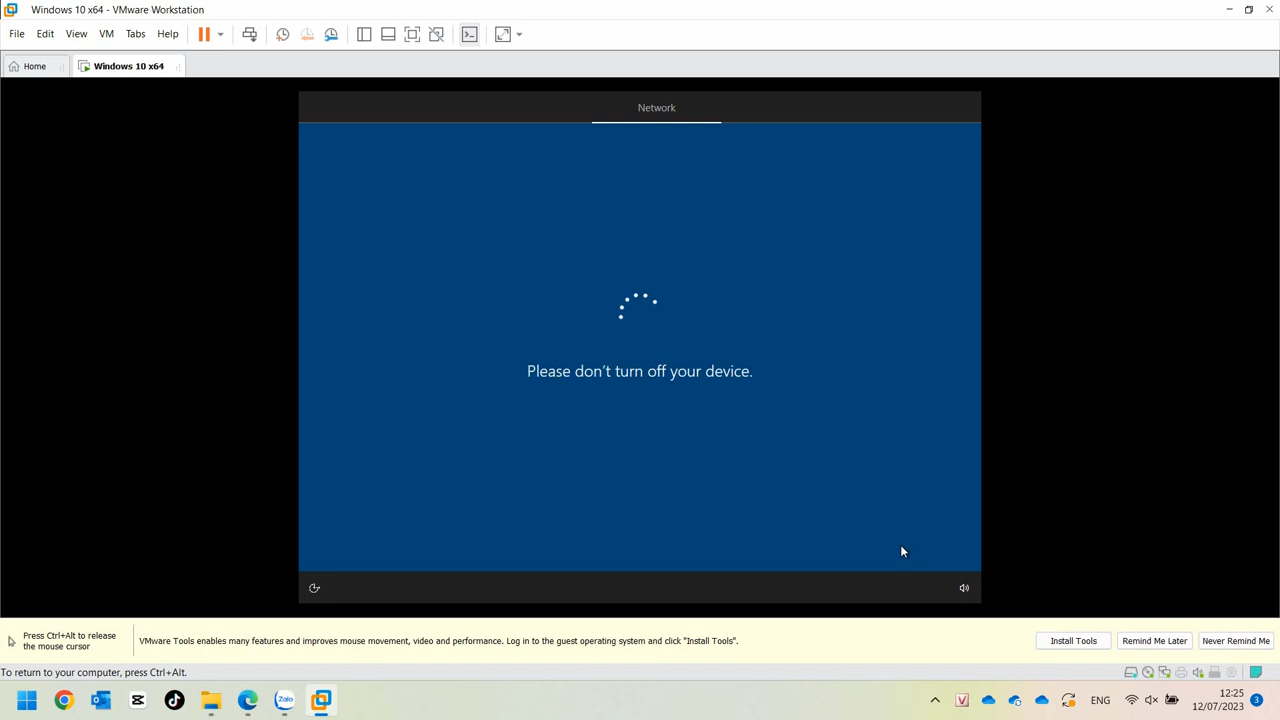 Windows 10 x64 - VMware Workstation
File Edit View VM Tabs Help
Home Windows 10 x64
Network
Please don't turn off your device.
Press Ctrl+Alt to release
the mouse cursor
VMware Tools enables many features and improves mouse movement, video and performance. Log in to the guest operating system and click "Install Tools".
Install Tools Remind Me Later Never Remind Me
To return to your computer, press Ctrl+Alt.
Zalo
V
ENG
12:25
12/07/2023
3